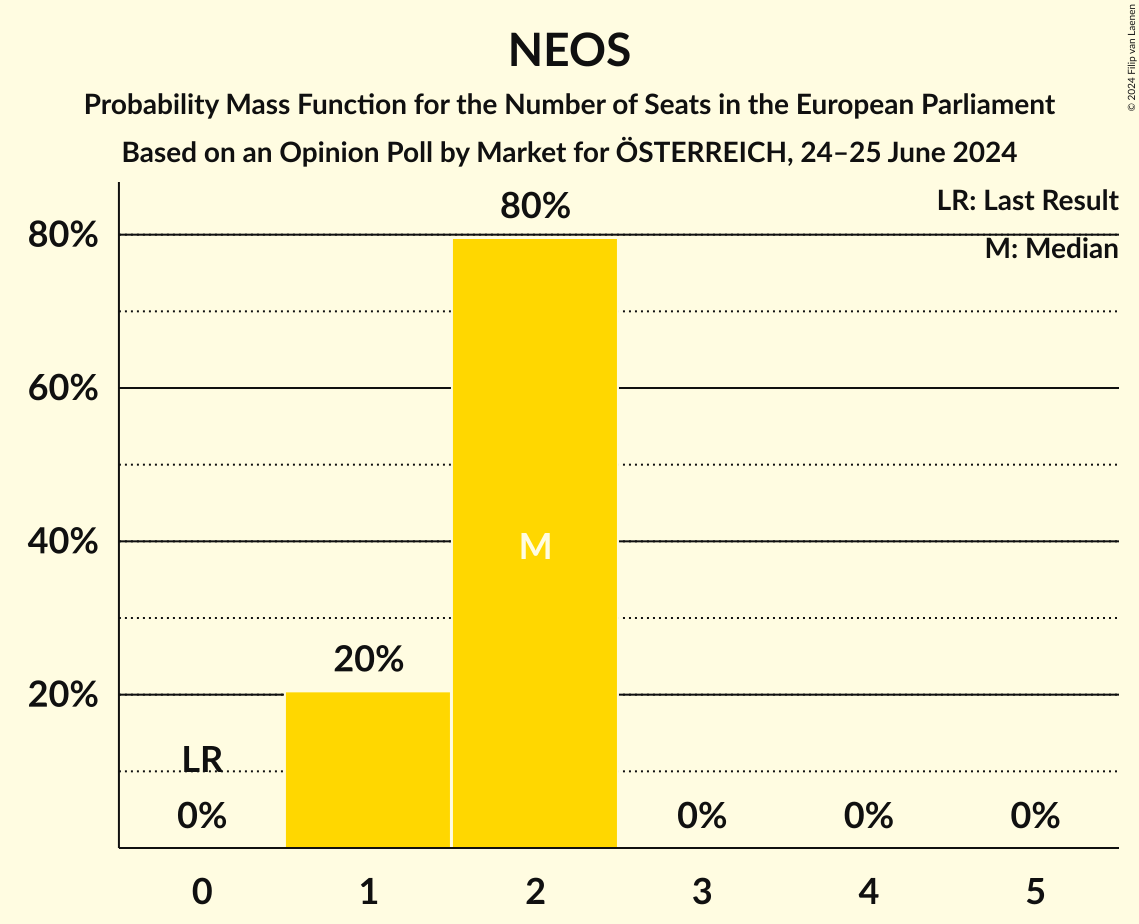 NEOS
Probability Mass Function for the Number of Seats in the European Parliament
Based on an Opinion Poll by Market for ÖSTERREICH, 24–25 June 2024
© 2024 Filip van Laenen
LR: Last Result
M: Median
80%
60%
40%
20%
LR
0%
20%
80%
M
0%
0%
0%
0
1
2
3
4
5